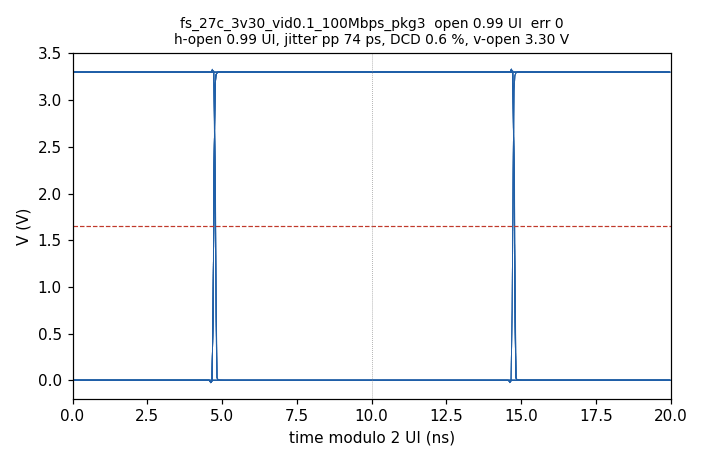 fs_27c_3v30_vid0.1_100Mbps_pkg3  open 0.99 UI  err 0
h-open 0.99 UI, jitter pp 74 ps, DCD 0.6 %, v-open 3.30 V
3.5
3.0
2.5
2.0
1.5
1.0
0.5
0.0
V (V)
0.0 2.5 5.0 7.5 10.0 12.5 15.0 17.5 20.0
time modulo 2 UI (ns)